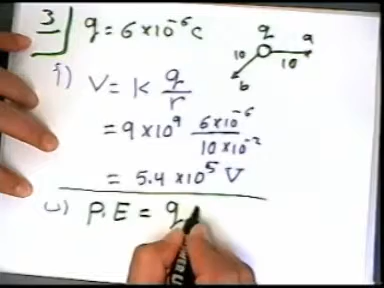 3 q = 6 × 10⁻⁶ c
q
10 a
10
b
i) V = K q/r
= 9 × 10⁹ 6×10⁻⁶/10×10⁻²
= 5.4 × 10⁵ V
ii) P.E = q